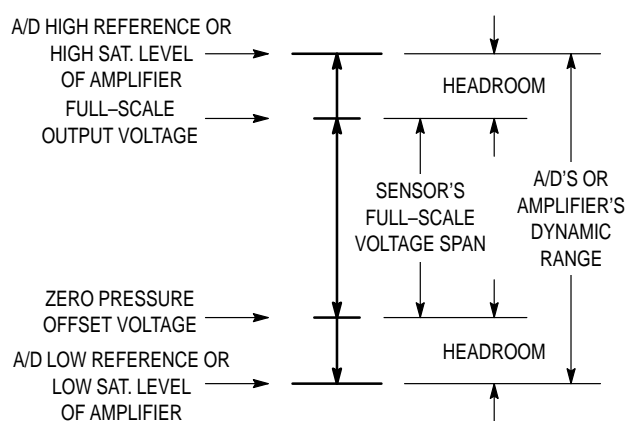 A/D HIGH REFERENCE OR
HIGH SAT. LEVEL
OF AMPLIFIER
FULL–SCALE
OUTPUT VOLTAGE
HEADROOM
SENSOR'S
FULL–SCALE
VOLTAGE SPAN
A/D'S OR
AMPLIFIER'S
DYNAMIC
RANGE
ZERO PRESSURE
OFFSET VOLTAGE
HEADROOM
A/D LOW REFERENCE OR
LOW SAT. LEVEL
OF AMPLIFIER